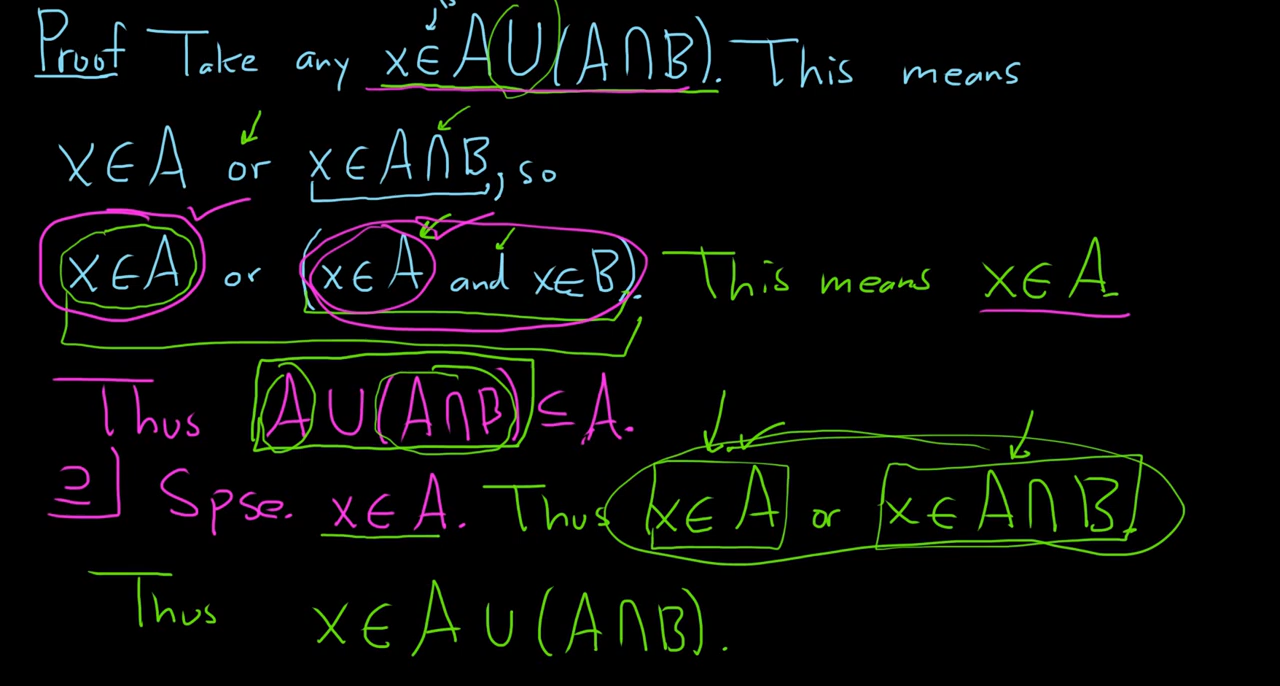 Proof Take any x∈A∪(A∩B). This means
x∈A or x∈A∩B, so
x∈A or (x∈A and x∈B). This means x∈A
Thus A∪(A∩B)⊆A.
⊇] Spse. x∈A. Thus x∈A or x∈A∩B
Thus x∈A∪(A∩B).